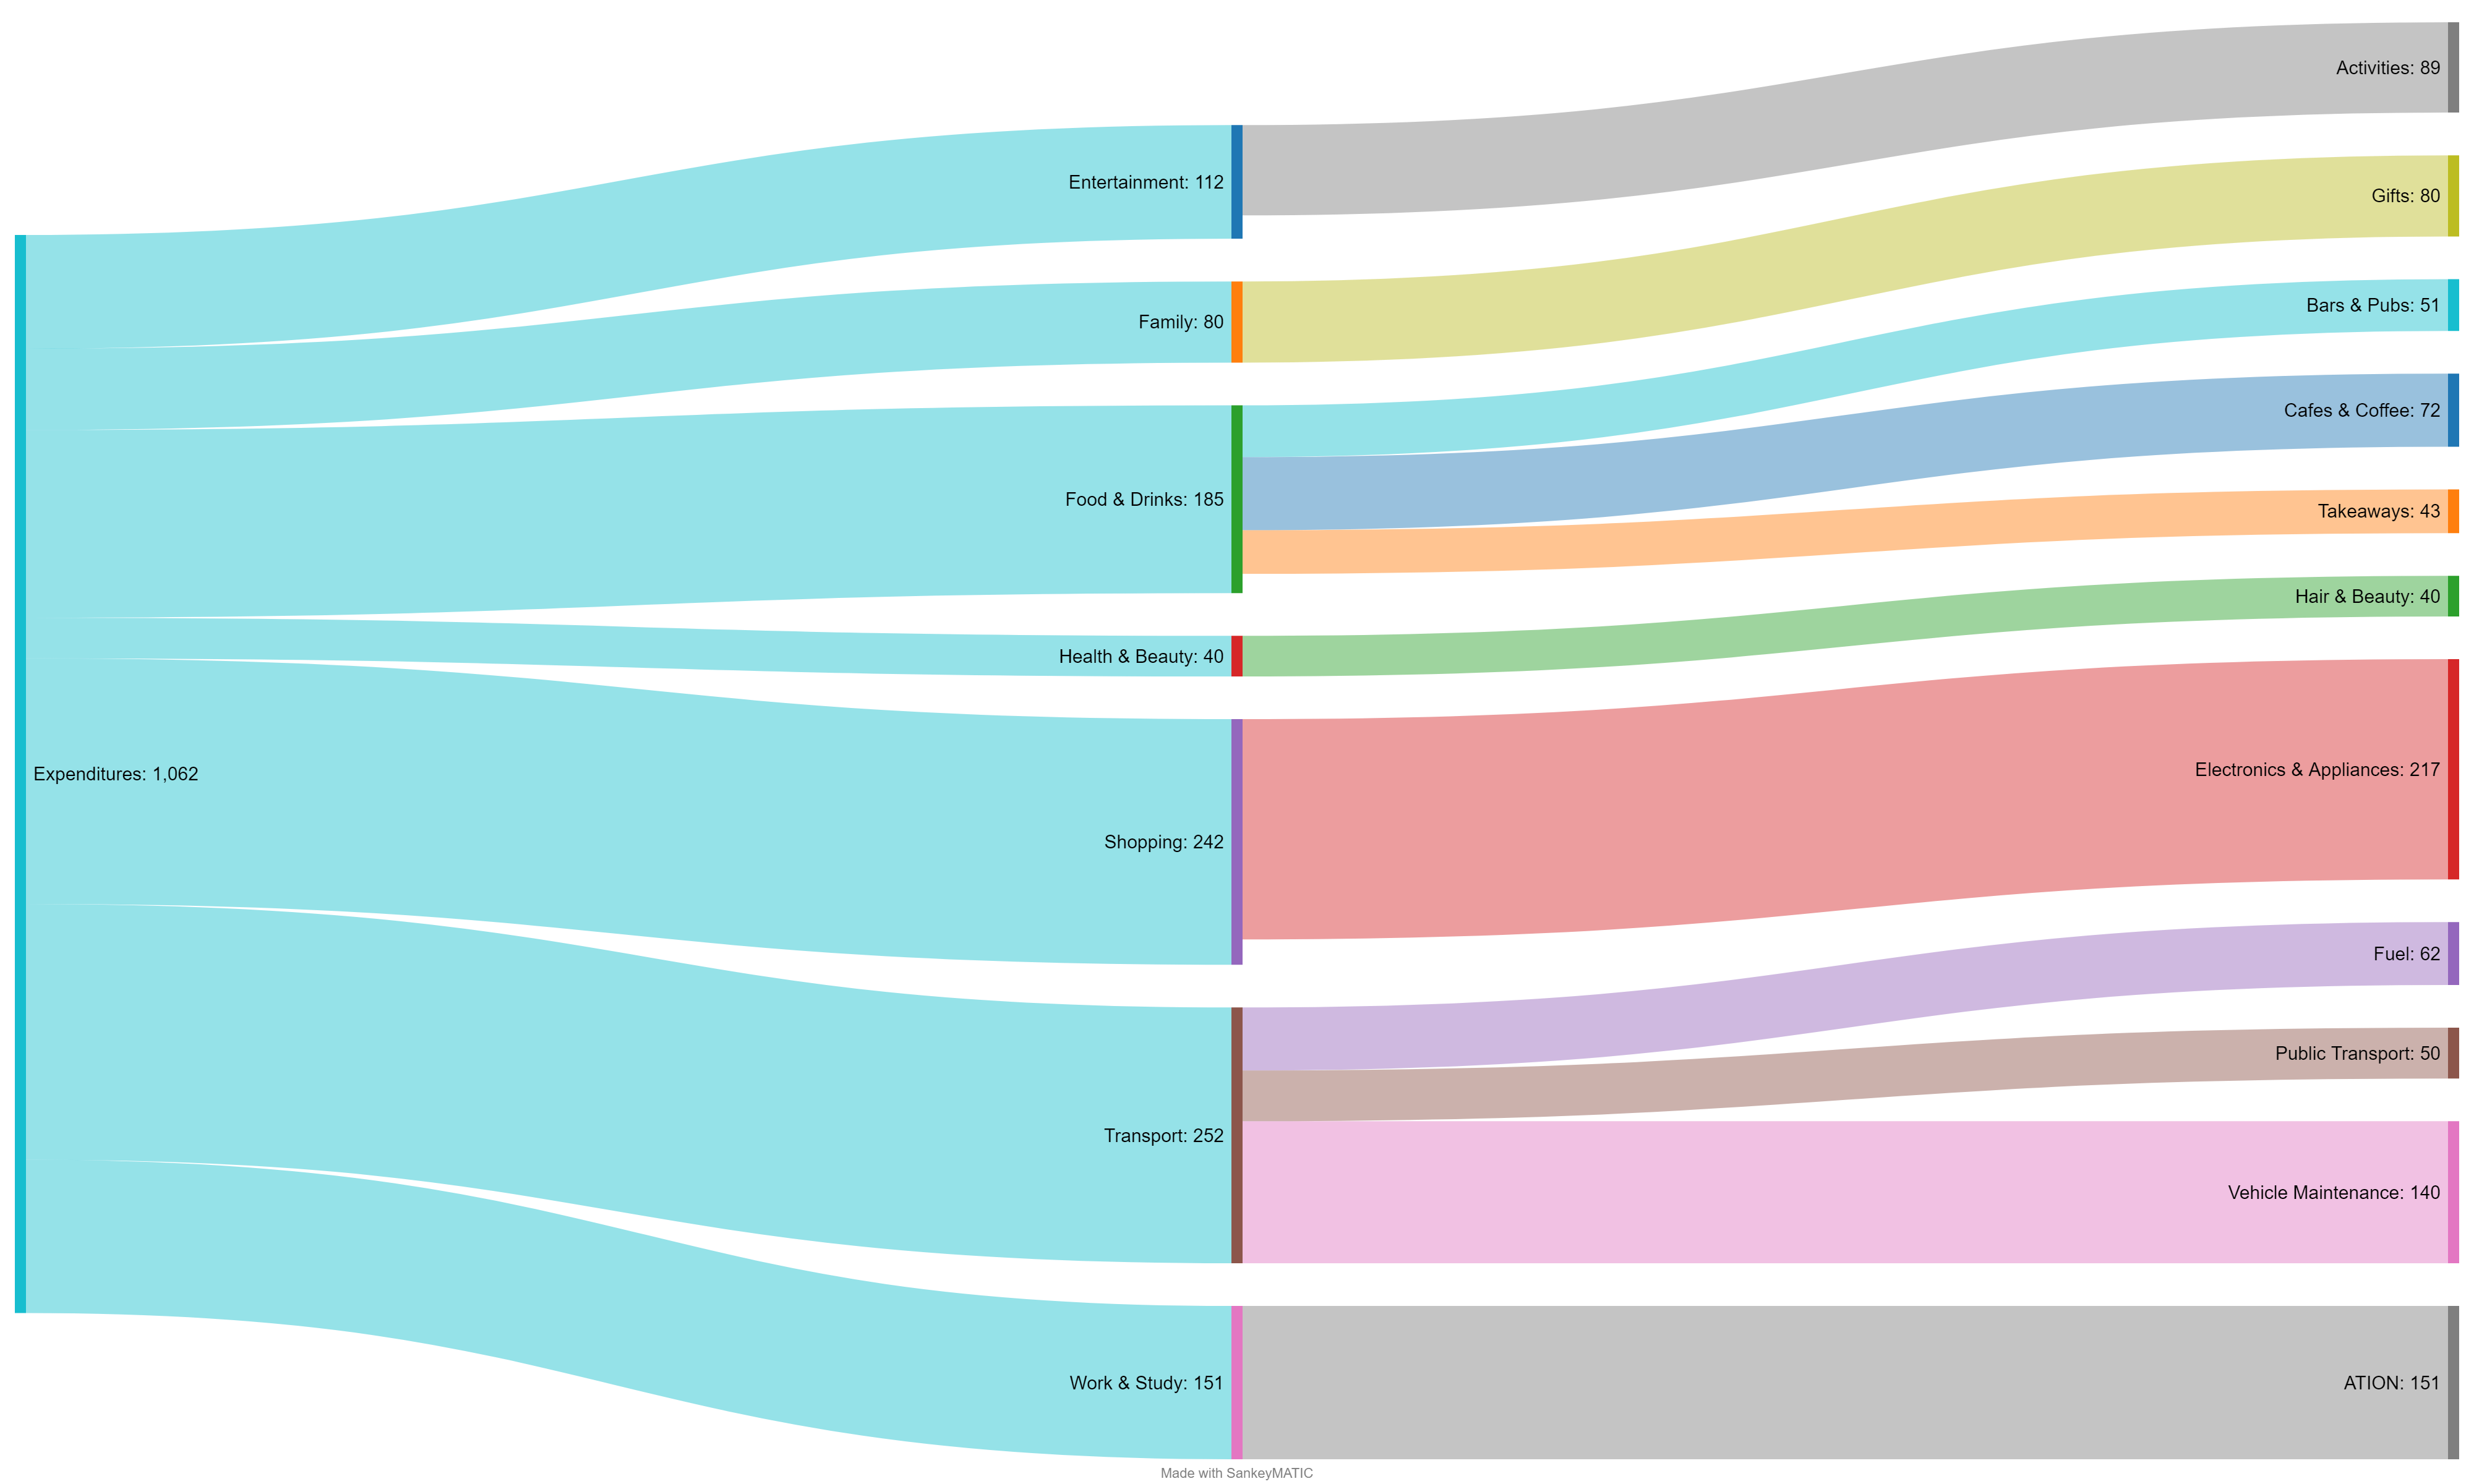 Activities: 89
Entertainment: 112
Gifts: 80
Bars & Pubs: 51
Family: 80
Cafes & Coffee: 72
Food & Drinks: 185
Takeaways: 43
Hair & Beauty: 40
Health & Beauty: 40
Electronics & Appliances: 217
Expenditures: 1,062
Shopping: 242
Fuel: 62
Public Transport: 50
Transport: 252
Vehicle Maintenance: 140
Work & Study: 151
ATION: 151
Made with SankeyMATIC